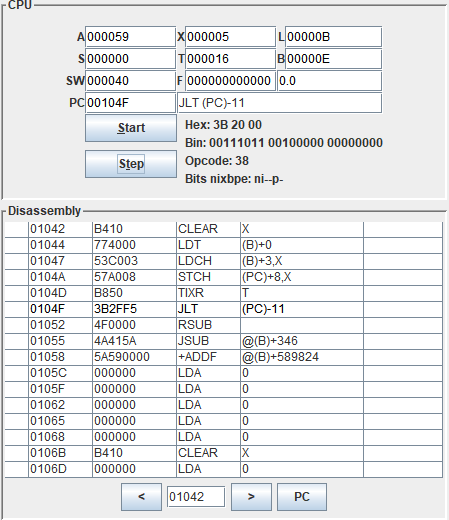 CPU
A 000059 X 000005 L 00000B
S 000000 T 000016 B 00000E
SW 000040 F 000000000000 0.0
PC 00104F JLT (PC)-11
Start
Hex: 3B 20 00
Bin: 00111011 00100000 00000000
Step
Opcode: 38
Bits nixbpe: ni--p-
Disassembly
01042 B410 CLEAR X
01044 774000 LDT (B)+0
01047 53C003 LDCH (B)+3,X
0104A 57A008 STCH (PC)+8,X
0104D B850 TIXR T
0104F 3B2FF5 JLT (PC)-11
01052 4F0000 RSUB
01055 4A415A JSUB @(B)+346
01058 5A590000 +ADDF @(B)+589824
0105C 000000 LDA 0
0105F 000000 LDA 0
01062 000000 LDA 0
01065 000000 LDA 0
01068 000000 LDA 0
0106B B410 CLEAR X
0106D 000000 LDA 0
< 01042 > PC